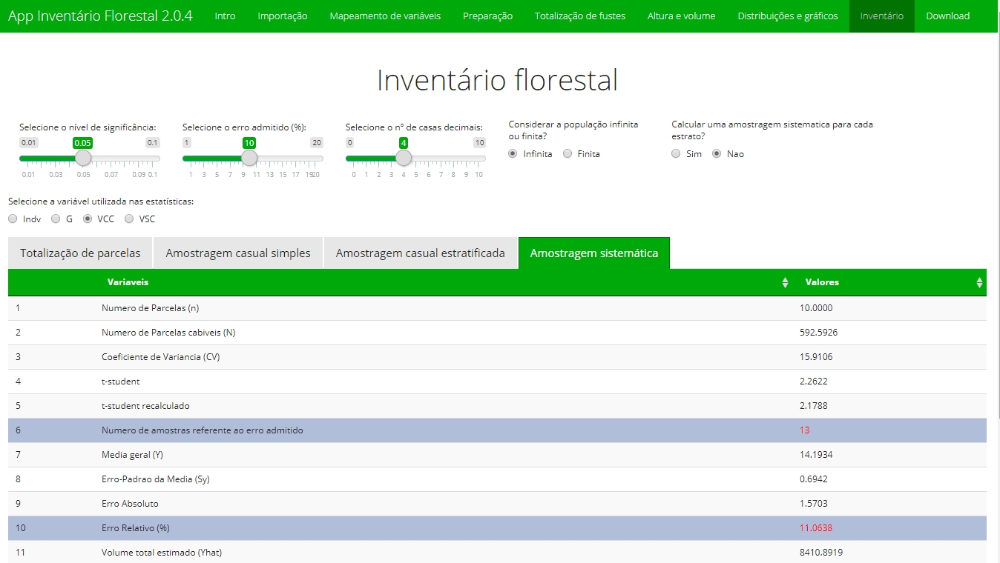 App Inventário Florestal 2.0.4 Intro Importação Mapeamento de variáveis Preparação Totalização de fustes Altura e volume Distribuições e gráficos Inventário Download
Inventário florestal
Selecione o nível de significância:
0.01 0.05 0.1
0.01 0.03 0.05 0.07 0.09 0.1
Selecione o erro admitido (%):
1 10 20
1 3 5 7 9 11 13 15 17 19 20
Selecione o nº de casas decimais:
0 4 10
0 1 2 3 4 5 6 7 8 9 10
Considerar a população infinita
ou finita?
Infinita Finita
Calcular uma amostragem sistematica para cada
estrato?
Sim Nao
Selecione a variável utilizada nas estatísticas:
Indv G VCC VSC
Totalização de parcelas Amostragem casual simples Amostragem casual estratificada Amostragem sistemática
Variaveis Valores
1 Numero de Parcelas (n) 10.0000
2 Numero de Parcelas cabiveis (N) 592.5926
3 Coeficiente de Variancia (CV) 15.9106
4 t-student 2.2622
5 t-student recalculado 2.1788
6 Numero de amostras referente ao erro admitido 13
7 Media geral (Y) 14.1934
8 Erro-Padrao da Media (Sy) 0.6942
9 Erro Absoluto 1.5703
10 Erro Relativo (%) 11.0638
11 Volume total estimado (Yhat) 8410.8919